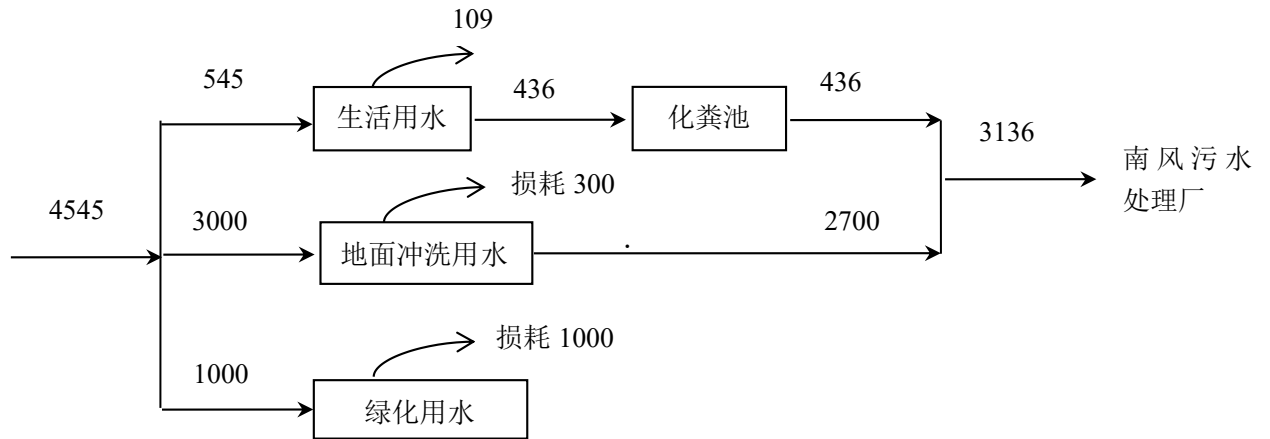 109
545
生活用水
436
化粪池
436
3136
南风污水
处理厂
4545
3000
损耗 300
地面冲洗用水
2700
1000
损耗 1000
绿化用水